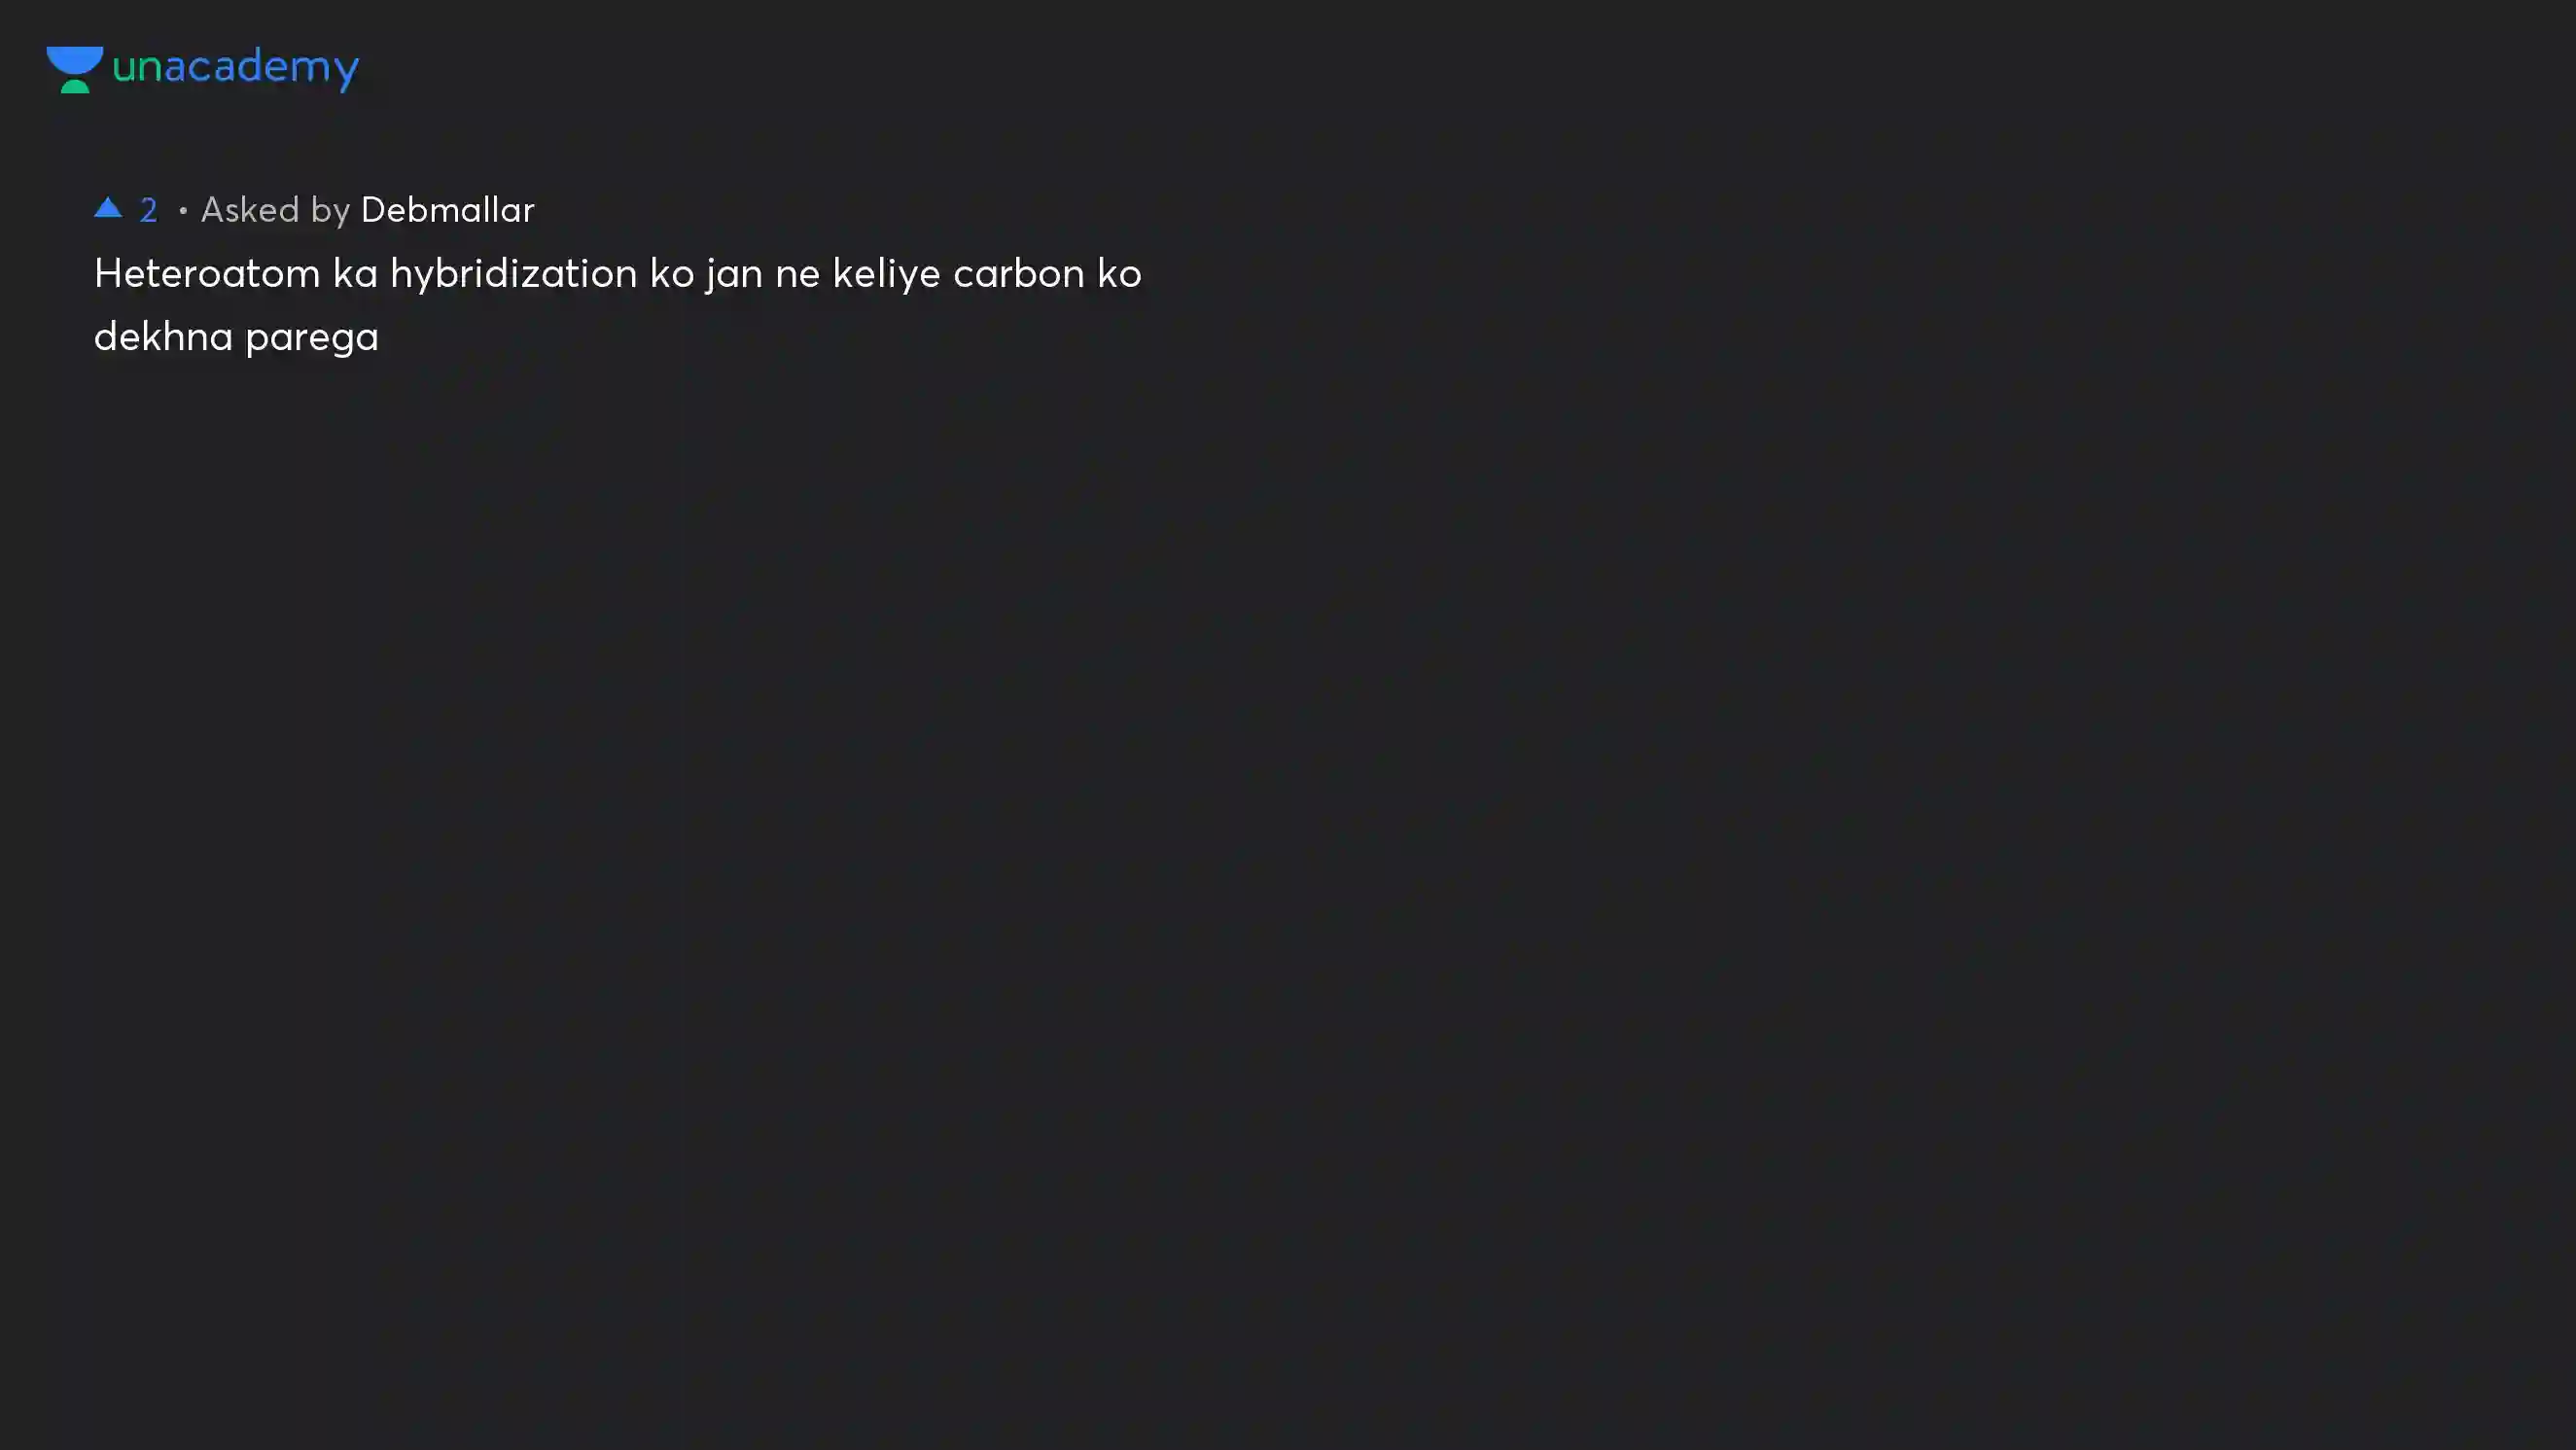 unacademy
▲ 2 • Asked by Debmallar
Heteroatom ka hybridization ko jan ne keliye carbon ko
dekhna parega